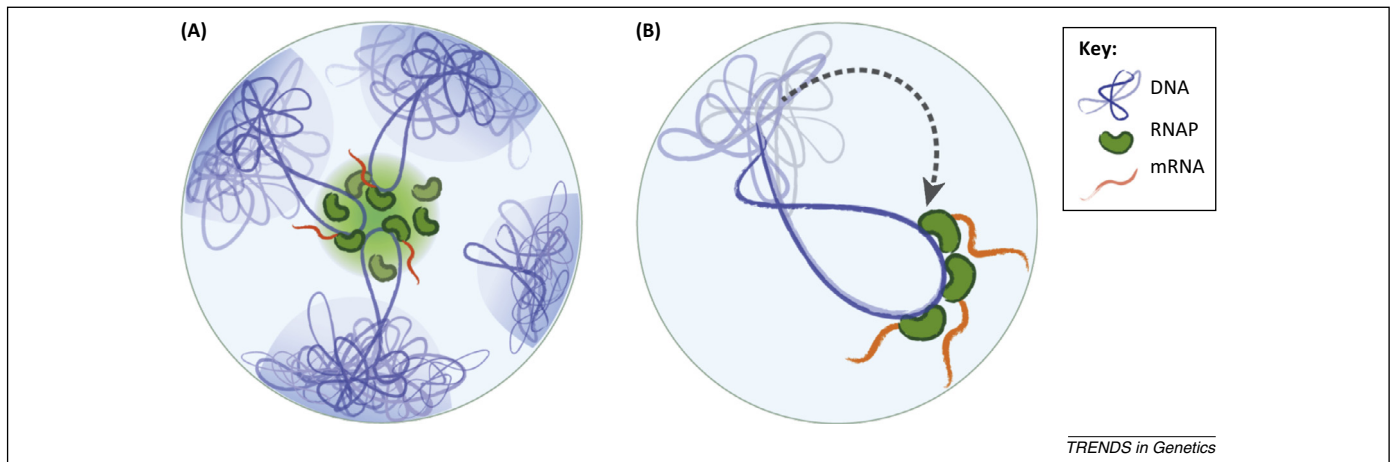 (A)
(B)
Key:
DNA
RNAP
mRNA
TRENDS in Genetics